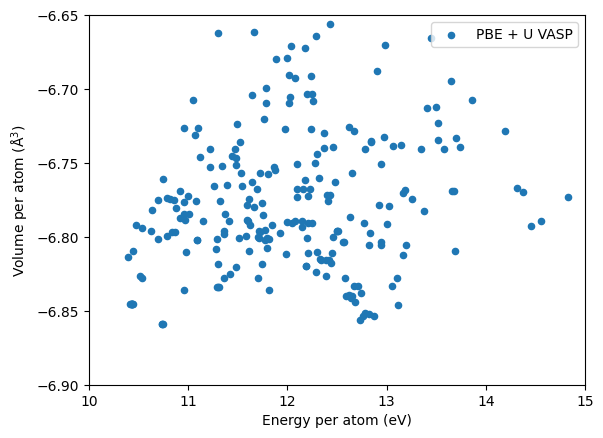 PBE + U VASP
Volume per atom (Å³)
−6.65
−6.70
−6.75
−6.80
−6.85
−6.90
10 11 12 13 14 15
Energy per atom (eV)